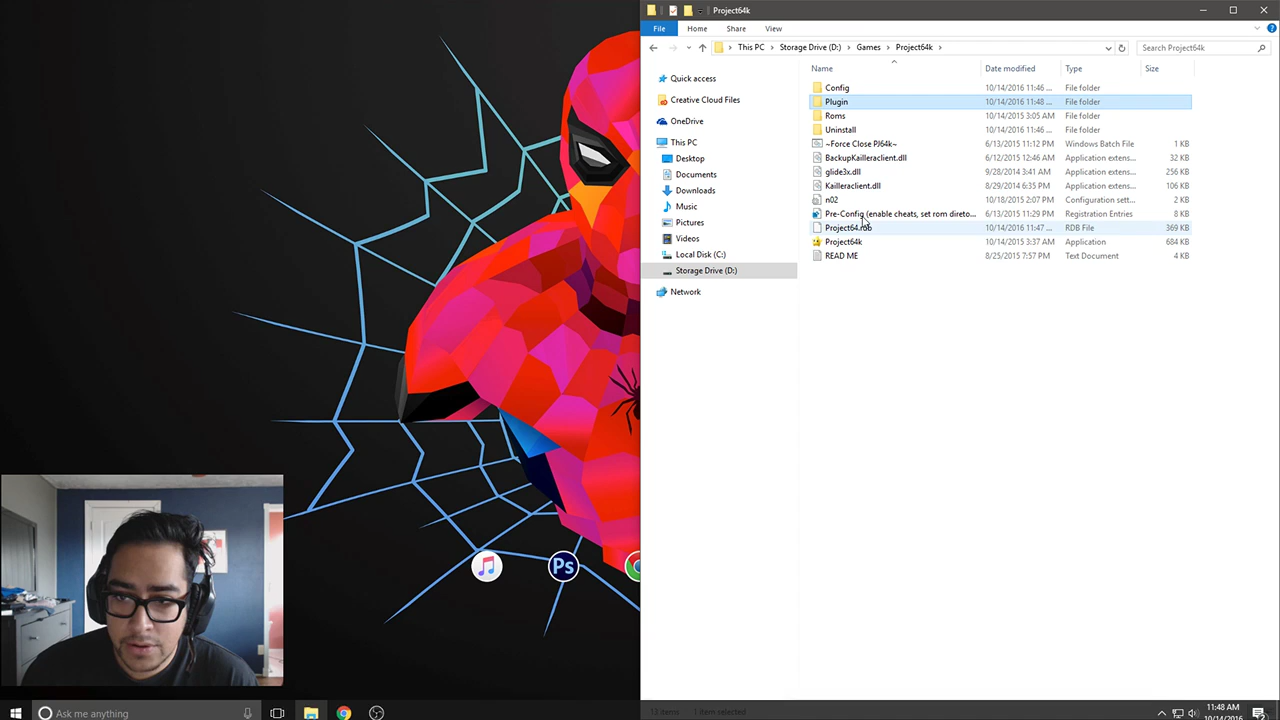 Project64k
File Home Share View
This PC Storage Drive (D:) Games Project64k Search Project64k
Name Date modified Type Size
Quick access
Creative Cloud Files
OneDrive
This PC
Desktop
Documents
Downloads
Music
Pictures
Videos
Local Disk (C:)
Storage Drive (D:)
Network
Config 10/14/2016 11:46 ... File folder
Plugin 10/14/2016 11:48 ... File folder
Roms 10/14/2015 3:05 AM File folder
Uninstall 10/14/2016 11:46 ... File folder
~Force Close PJ64k~ 6/13/2015 11:12 PM Windows Batch File 1 KB
BackupKailleraclient.dll 6/12/2015 12:46 AM Application extens... 32 KB
glide3x.dll 9/28/2014 3:41 AM Application extens... 256 KB
Kailleraclient.dll 8/29/2014 6:35 PM Application extens... 106 KB
n02 10/18/2015 2:07 PM Configuration sett... 2 KB
Pre-Config (enable cheats, set rom direto... 6/13/2015 11:29 PM Registration Entries 8 KB
Project64.rdb 10/14/2016 11:47 ... RDB File 369 KB
Project64k 10/14/2015 3:37 AM Application 684 KB
READ ME 8/25/2015 7:57 PM Text Document 4 KB
Ps
13 items 1 item selected
Ask me anything
11:48 AM
10/14/2016